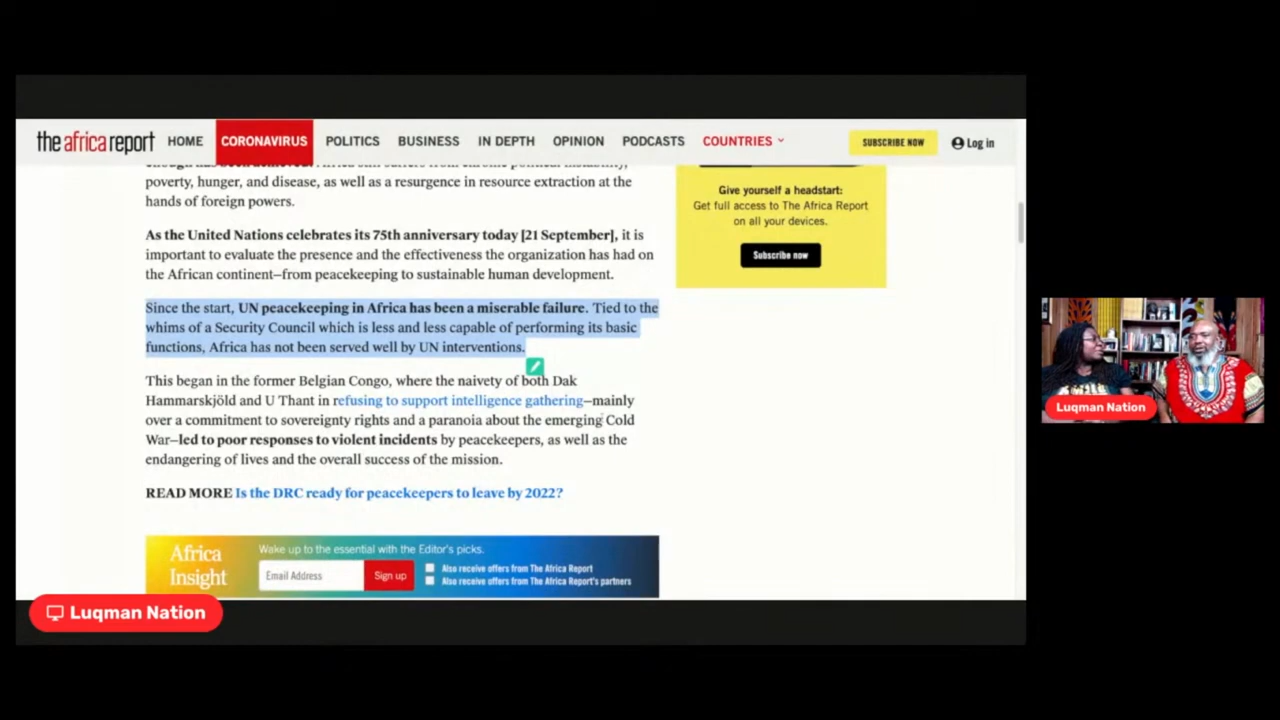 the africa report HOME CORONAVIRUS POLITICS BUSINESS IN DEPTH OPINION PODCASTS COUNTRIES SUBSCRIBE NOW Log in
poverty, hunger, and disease, as well as a resurgence in resource extraction at the
hands of foreign powers.
As the United Nations celebrates its 75th anniversary today [21 September], it is
important to evaluate the presence and the effectiveness the organization has had on
the African continent—from peacekeeping to sustainable human development.
Since the start, UN peacekeeping in Africa has been a miserable failure. Tied to the
whims of a Security Council which is less and less capable of performing its basic
functions, Africa has not been served well by UN interventions.
This began in the former Belgian Congo, where the naivety of both Dak
Hammarskjöld and U Thant in refusing to support intelligence gathering—mainly
over a commitment to sovereignty rights and a paranoia about the emerging Cold
War—led to poor responses to violent incidents by peacekeepers, as well as the
endangering of lives and the overall success of the mission.
READ MORE Is the DRC ready for peacekeepers to leave by 2022?
Africa
Insight
Wake up to the essential with the Editor's picks.
Email Address
Sign up
Also receive offers from The Africa Report
Also receive offers from The Africa Report's partners
Give yourself a headstart:
Get full access to The Africa Report
on all your devices.
Subscribe now
Luqman Nation
Luqman Nation